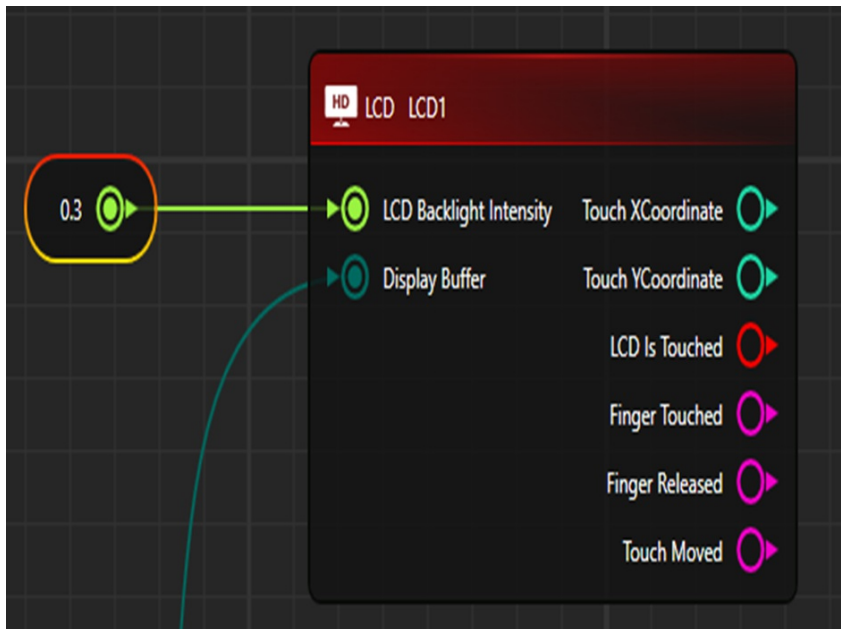 HD LCD LCD1
0.3 LCD Backlight Intensity Touch XCoordinate
Display Buffer Touch YCoordinate
LCD Is Touched
Finger Touched
Finger Released
Touch Moved